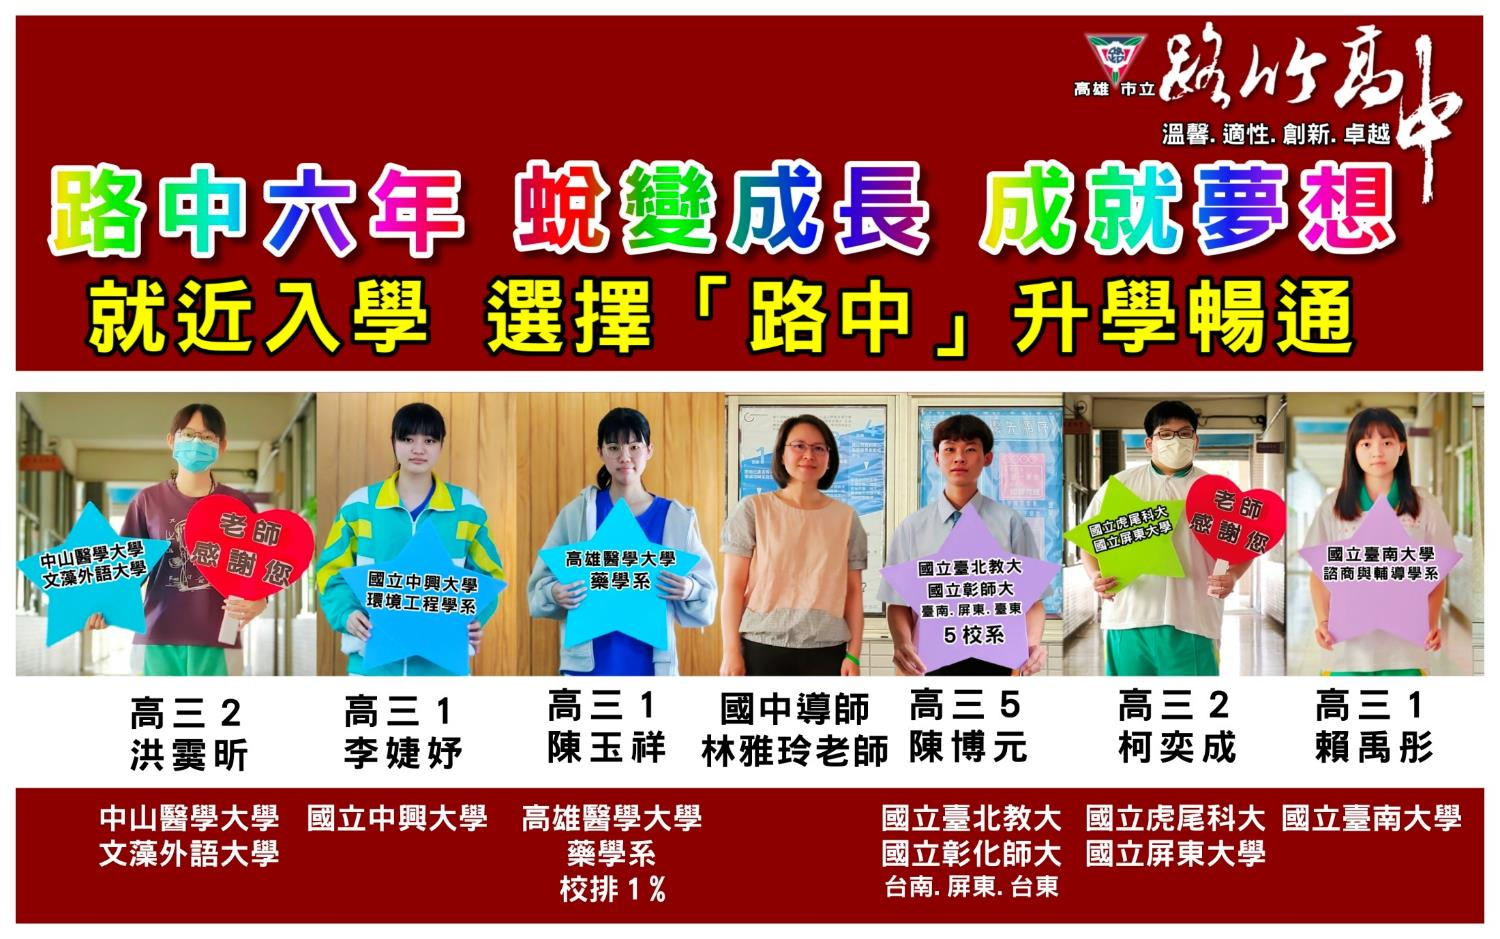 高雄市立 路竹高中
溫馨.適性.創新.卓越
路中六年 蛻變成長 成就夢想
就近入學 選擇「路中」升學暢通
中山醫學大學
文藻外語大學
老師
感謝您
國立中興大學
環境工程學系
高雄醫學大學
藥學系
國立臺北教大
國立彰師大
臺南.屏東.臺東
5校系
國立虎尾科大
國立屏東大學
老師
感謝您
國立臺南大學
諮商與輔導學系
高三2
洪霙昕
高三1
李婕妤
高三1
陳玉祥
國中導師
林雅玲老師
高三5
陳博元
高三2
柯奕成
高三1
賴禹彤
中山醫學大學
文藻外語大學
國立中興大學
高雄醫學大學
藥學系
校排1%
國立臺北教大
國立彰化師大
台南.屏東.台東
國立虎尾科大
國立屏東大學
國立臺南大學